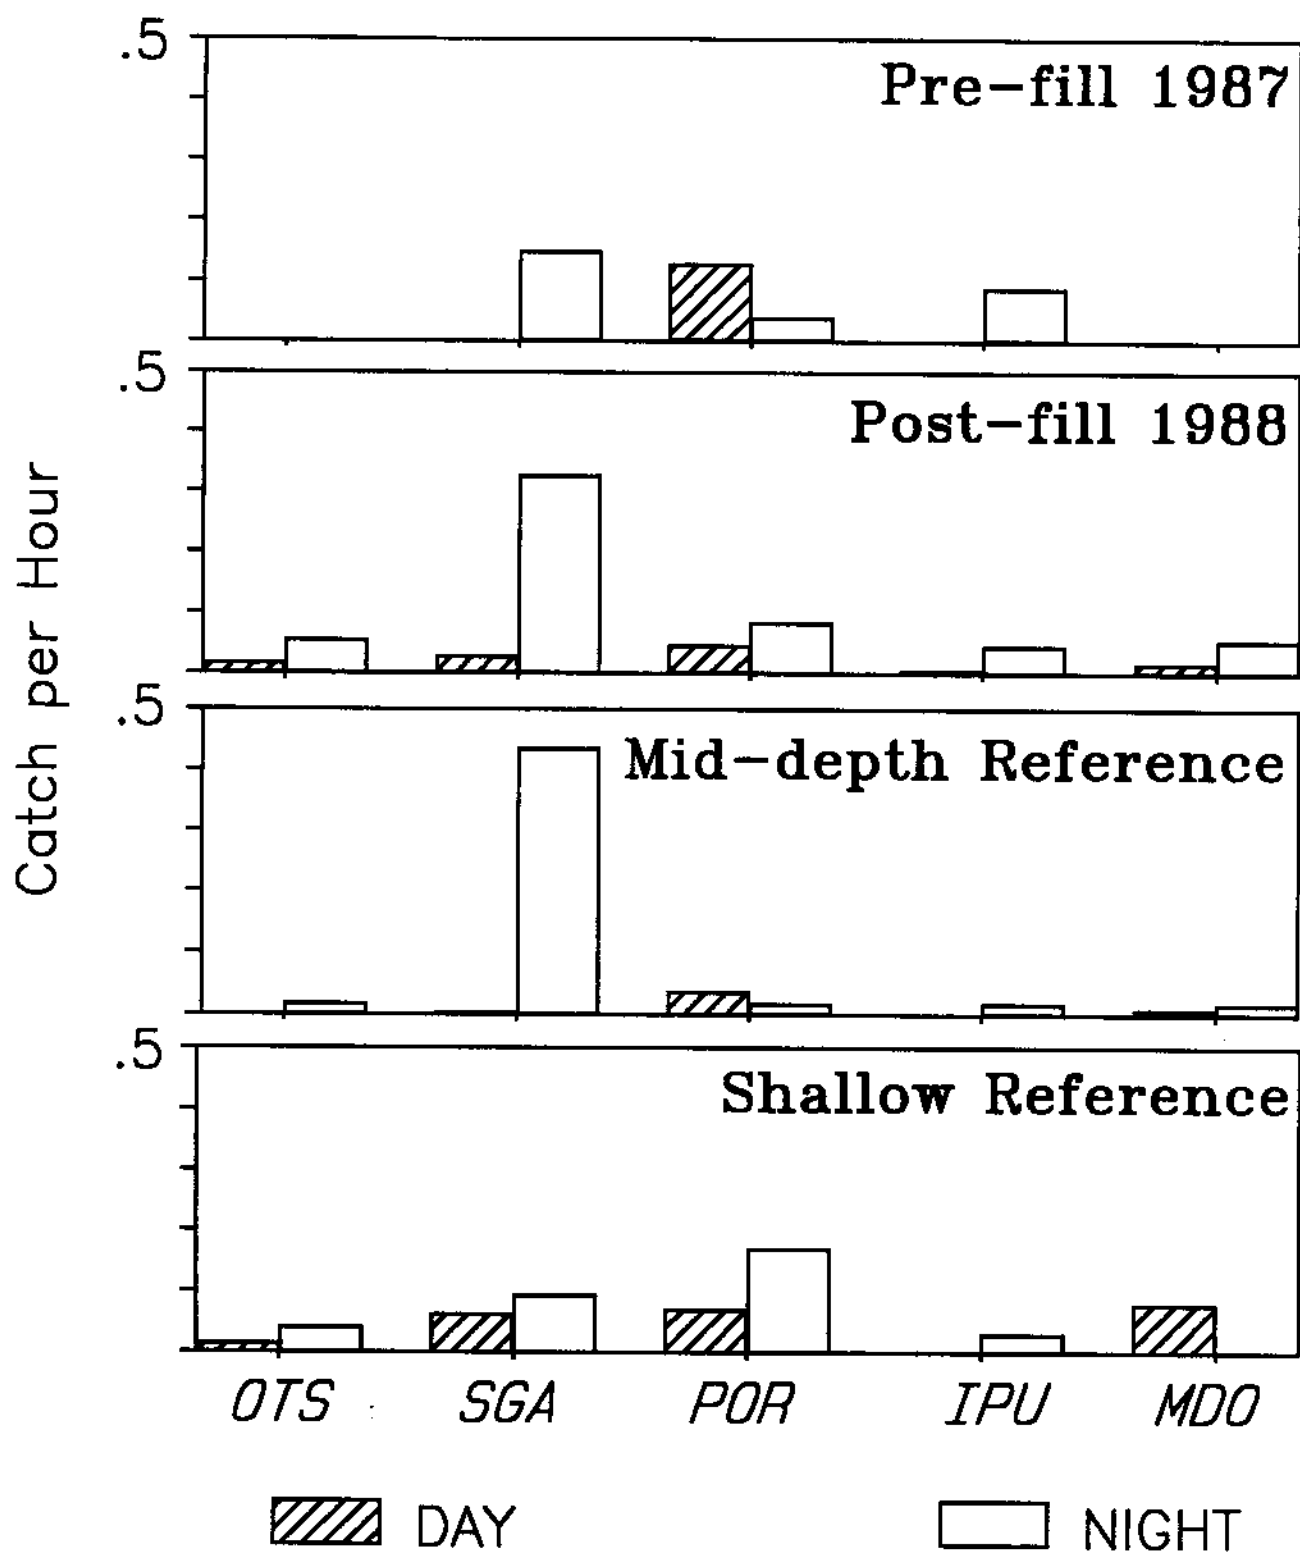 .5
Pre-fill 1987
.5
Post-fill 1988
Catch per Hour
.5
Mid-depth Reference
.5
Shallow Reference
OTS SGA POR IPU MDO
DAY NIGHT